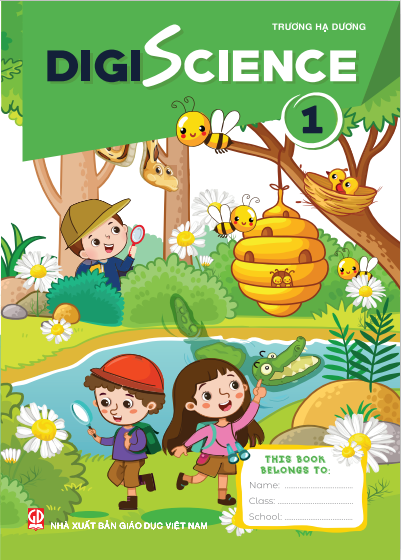 TRƯƠNG HẠ DƯƠNG
DIGISCIENCE
1
THIS BOOK
BELONGS TO:
Name: ..............................
Class: ..............................
School: ............................
GD
NHÀ XUẤT BẢN GIÁO DỤC VIỆT NAM